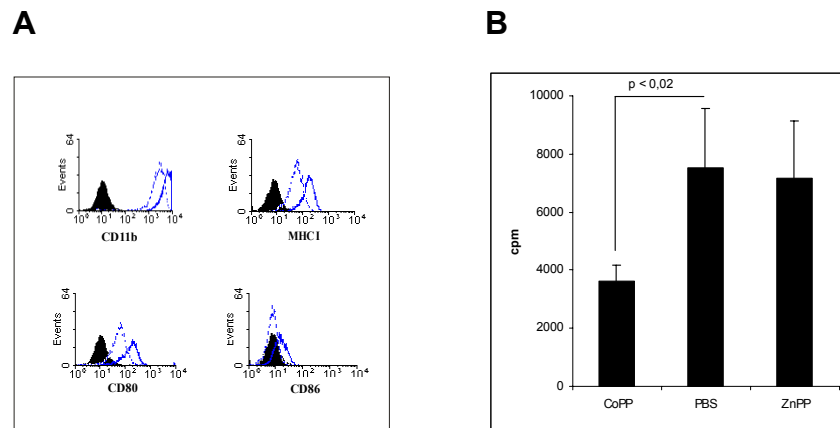 A
B
64
Events
0
10⁰ 10¹ 10² 10³ 10⁴
CD11b
64
Events
0
10⁰ 10¹ 10² 10³ 10⁴
MHC I
64
Events
0
10⁰ 10¹ 10² 10³ 10⁴
CD80
64
Events
0
10⁰ 10¹ 10² 10³ 10⁴
CD86
p < 0,02
10000
8000
6000
4000
2000
0
cpm
CoPP PBS ZnPP